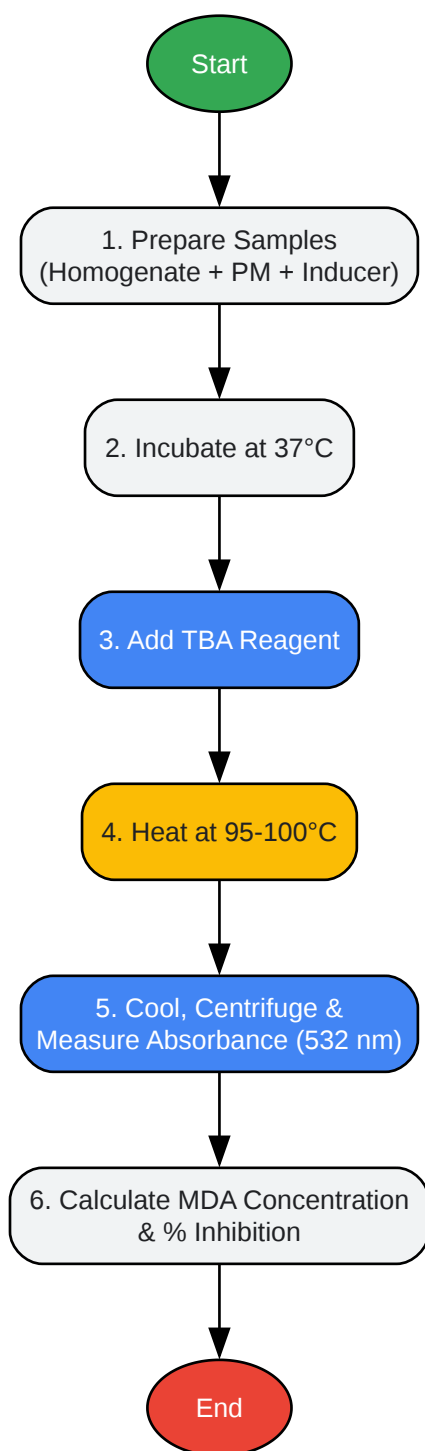 Start
1. Prepare Samples
(Homogenate + PM + Inducer)
2. Incubate at 37°C
3. Add TBA Reagent
4. Heat at 95-100°C
5. Cool, Centrifuge &
Measure Absorbance (532 nm)
6. Calculate MDA Concentration
& % Inhibition
End